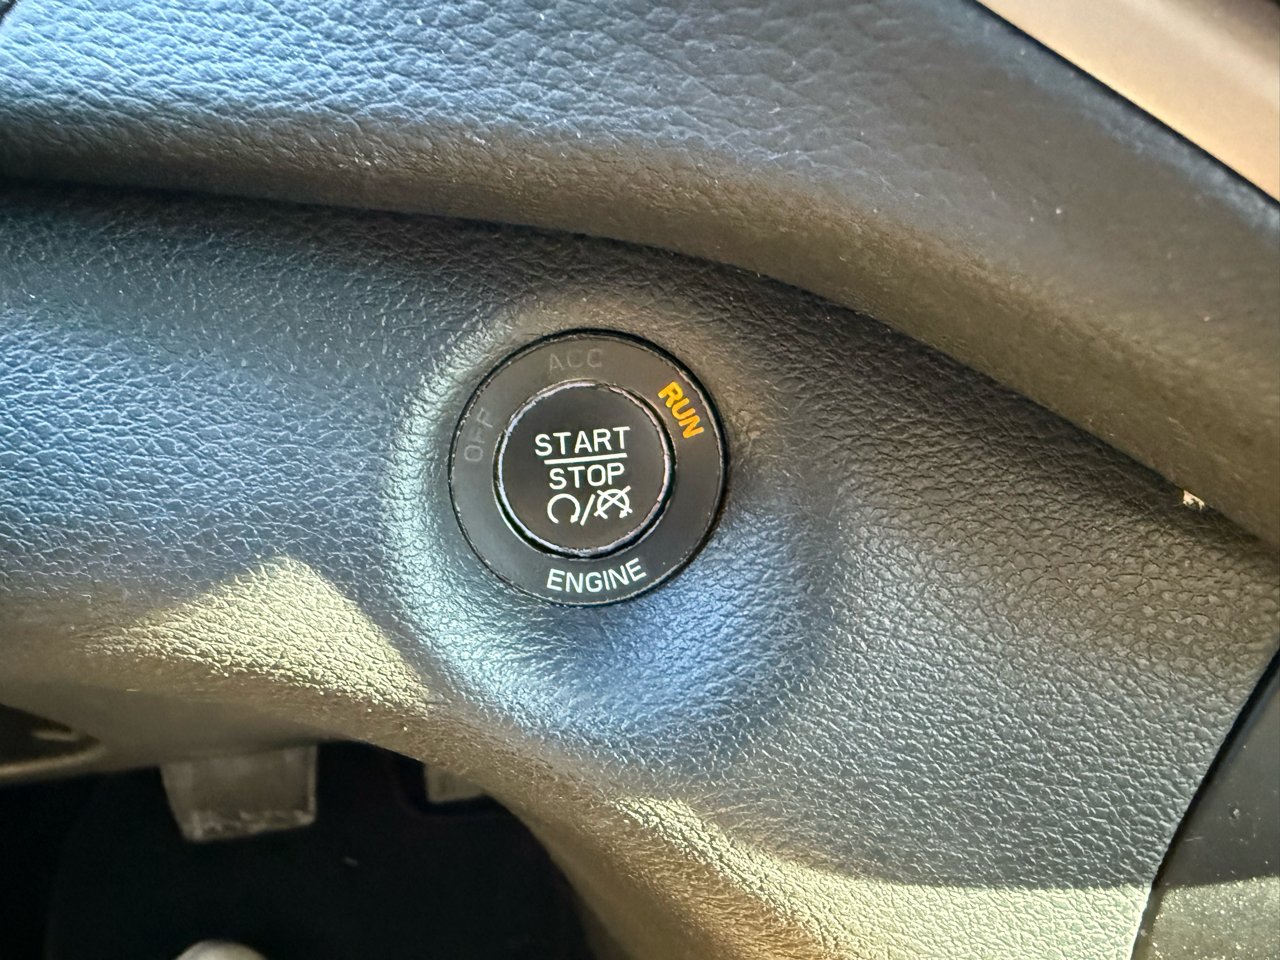 ACC
OFF
RUN
START
STOP
ENGINE